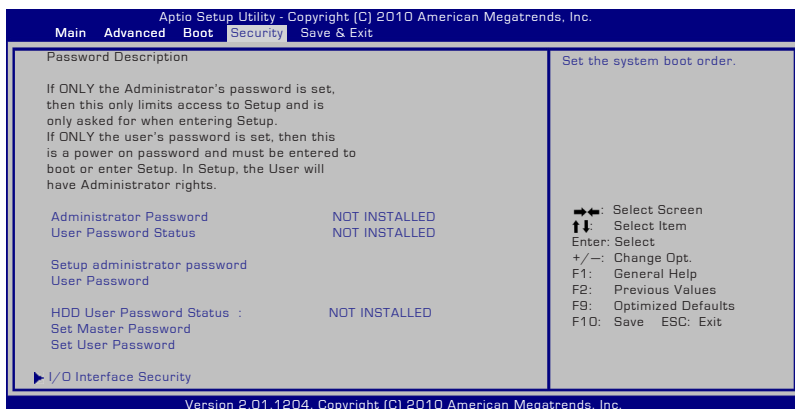 Aptio Setup Utility - Copyright (C) 2010 American Megatrends, Inc.
Main Advanced Boot Security Save & Exit
Password Description
If ONLY the Administrator's password is set,
then this only limits access to Setup and is
only asked for when entering Setup.
If ONLY the user's password is set, then this
is a power on password and must be entered to
boot or enter Setup. In Setup, the User will
have Administrator rights.
Administrator Password NOT INSTALLED
User Password Status NOT INSTALLED
Setup administrator password
User Password
HDD User Password Status : NOT INSTALLED
Set Master Password
Set User Password
I/O Interface Security
Set the system boot order.
→←: Select Screen
↑↓: Select Item
Enter: Select
+/—: Change Opt.
F1: General Help
F2: Previous Values
F9: Optimized Defaults
F10: Save ESC: Exit
Version 2.01.1204. Copyright (C) 2010 American Megatrends, Inc.